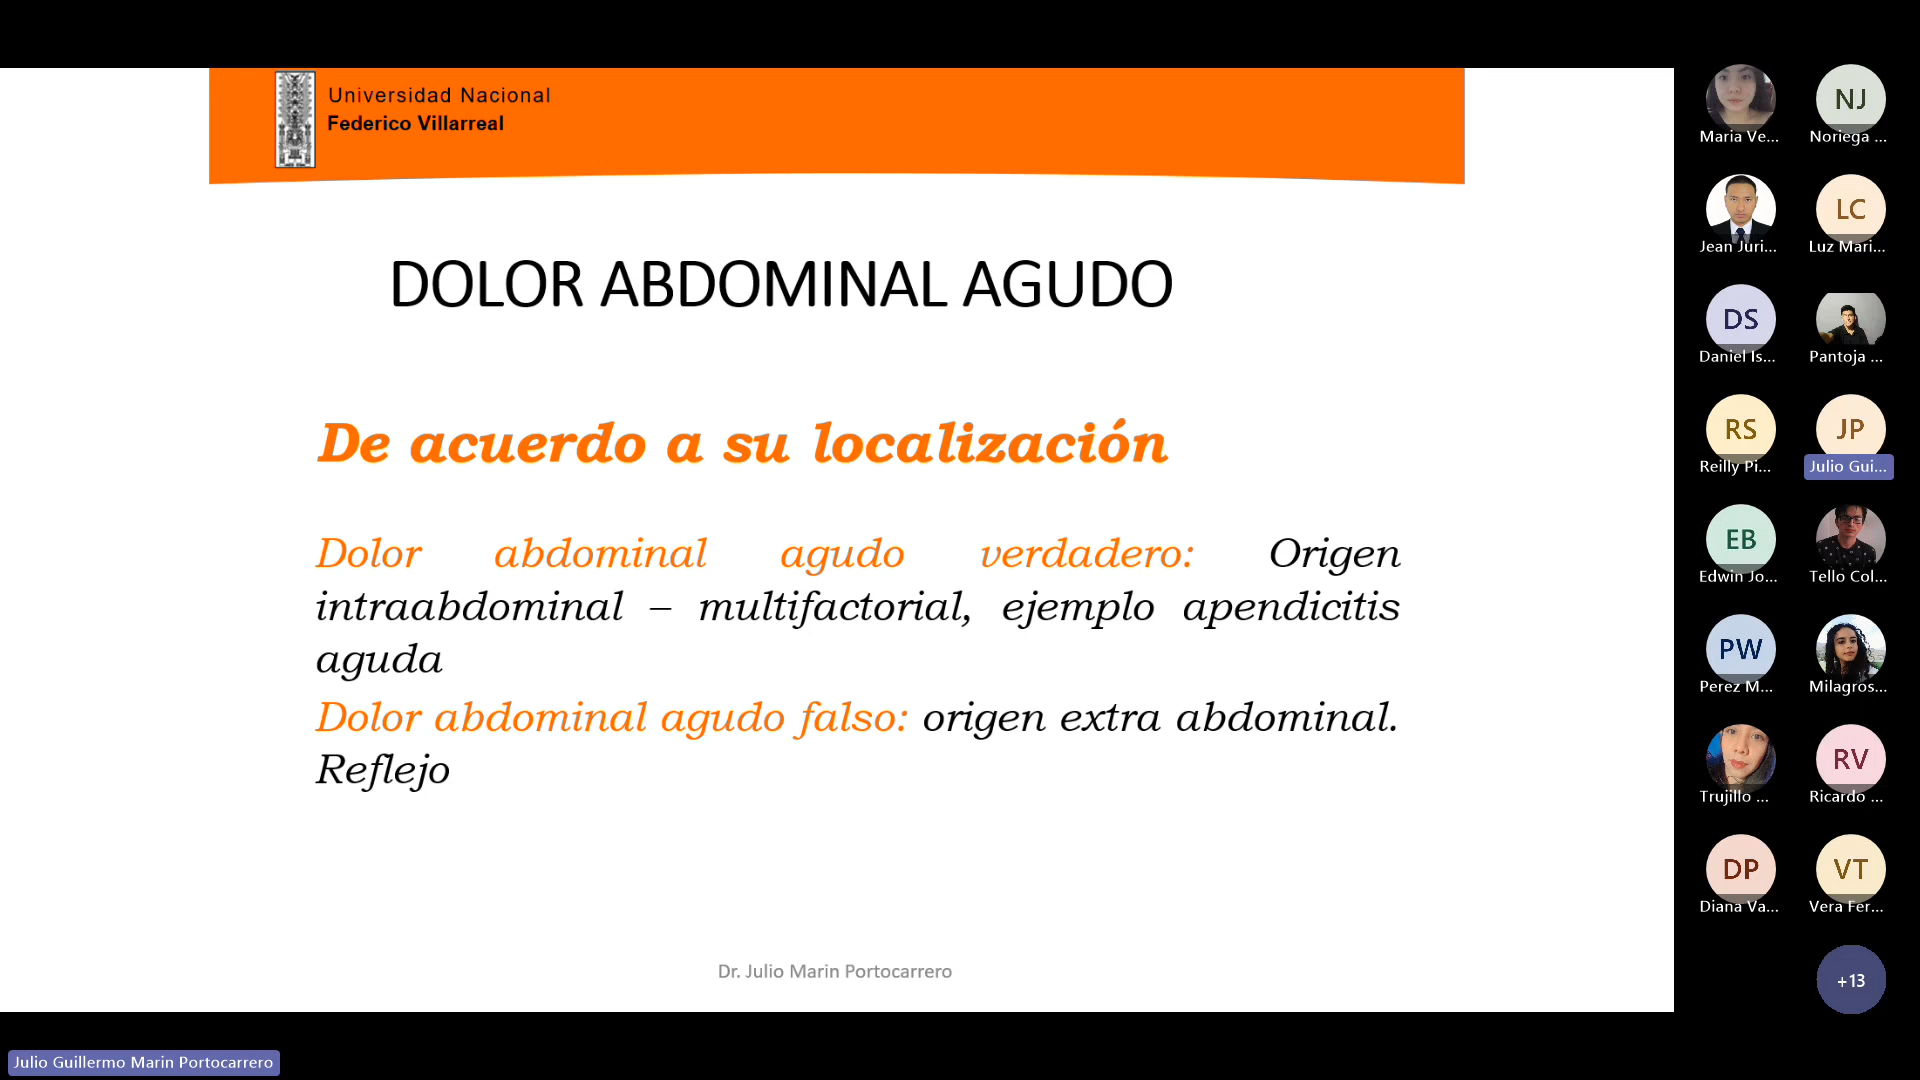 Universidad Nacional
Federico Villarreal
DOLOR ABDOMINAL AGUDO
De acuerdo a su localización
Dolor abdominal agudo verdadero: Origen
intraabdominal – multifactorial, ejemplo apendicitis
aguda
Dolor abdominal agudo falso: origen extra abdominal.
Reflejo
Dr. Julio Marin Portocarrero
Julio Guillermo Marin Portocarrero
Maria Ve...
NJ
Noriega ...
Jean Juri...
LC
Luz Mari...
DS
Daniel Is...
Pantoja ...
RS
Reilly Pi...
JP
Julio Gui...
EB
Edwin Jo...
Tello Col...
PW
Perez M...
Milagros...
Trujillo ...
RV
Ricardo ...
DP
Diana Va...
VT
Vera Fer...
+13